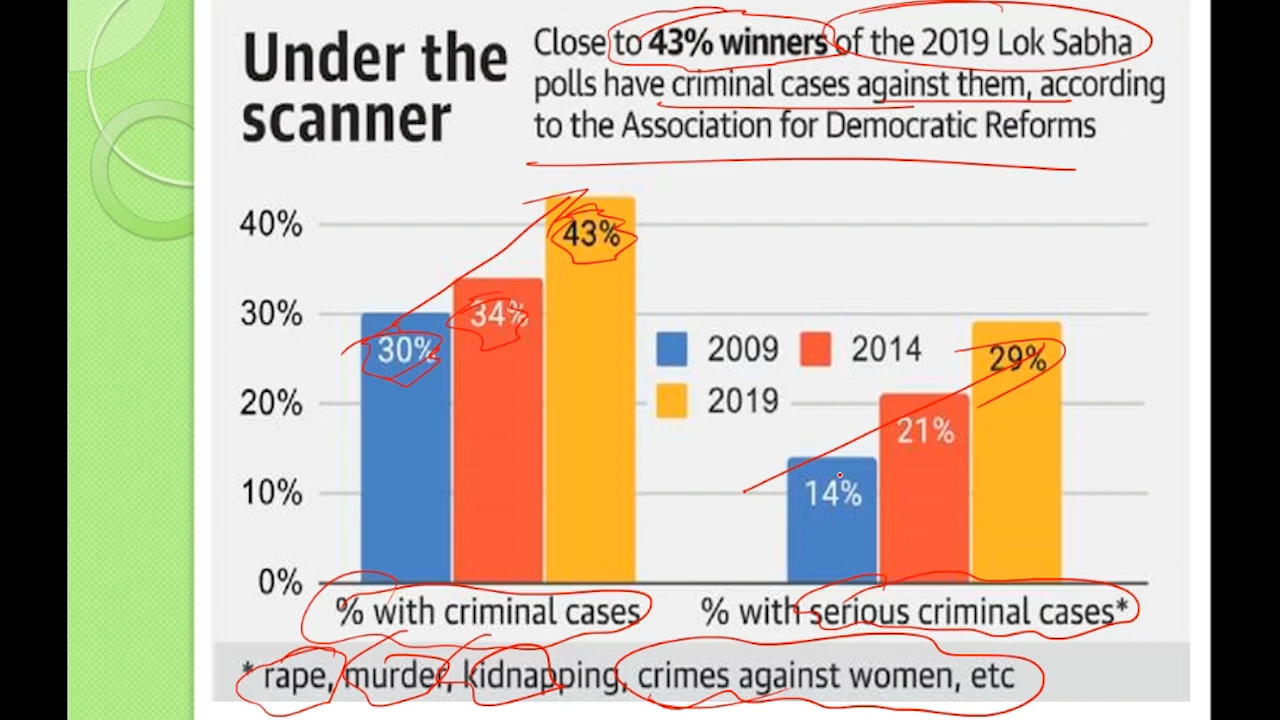 Under the
scanner
Close to 43% winners of the 2019 Lok Sabha
polls have criminal cases against them, according
to the Association for Democratic Reforms
40%
30%
20%
10%
0%
30%
34%
43%
2009
2014
2019
14%
21%
29%
% with criminal cases
% with serious criminal cases*
* rape, murder, kidnapping, crimes against women, etc